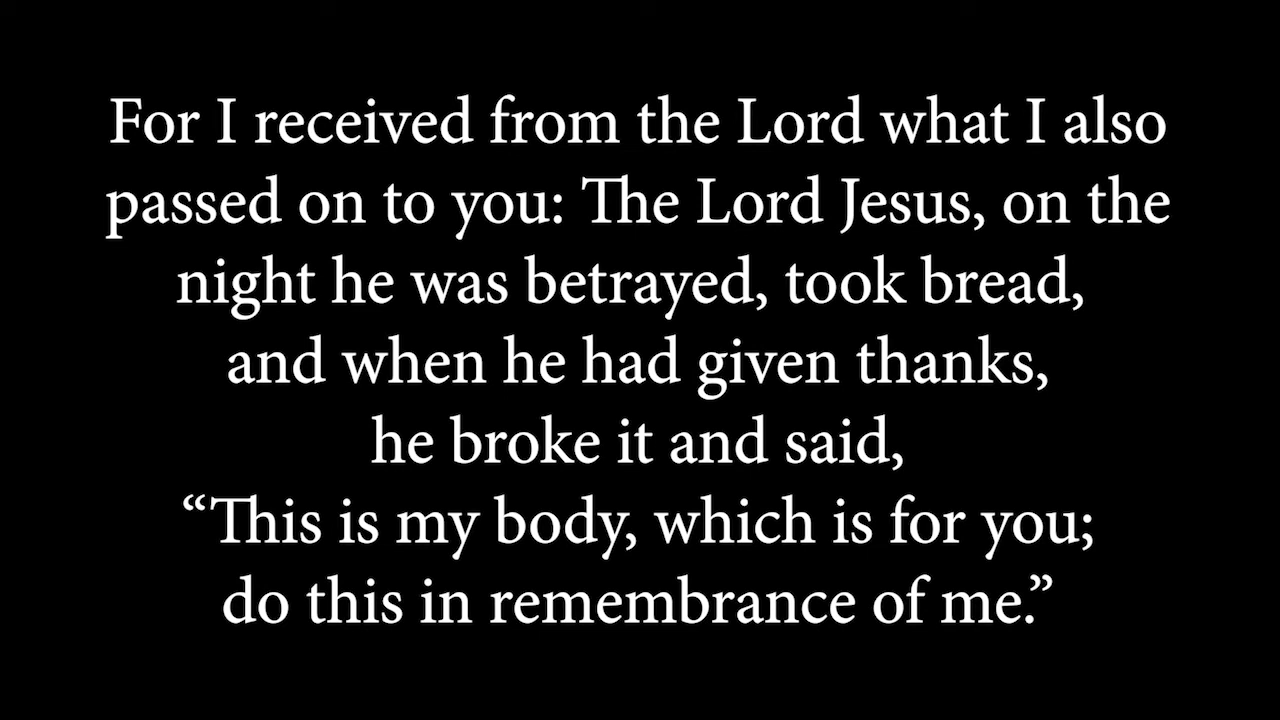 For I received from the Lord what I also
passed on to you: The Lord Jesus, on the
night he was betrayed, took bread,
and when he had given thanks,
he broke it and said,
“This is my body, which is for you;
do this in remembrance of me.”